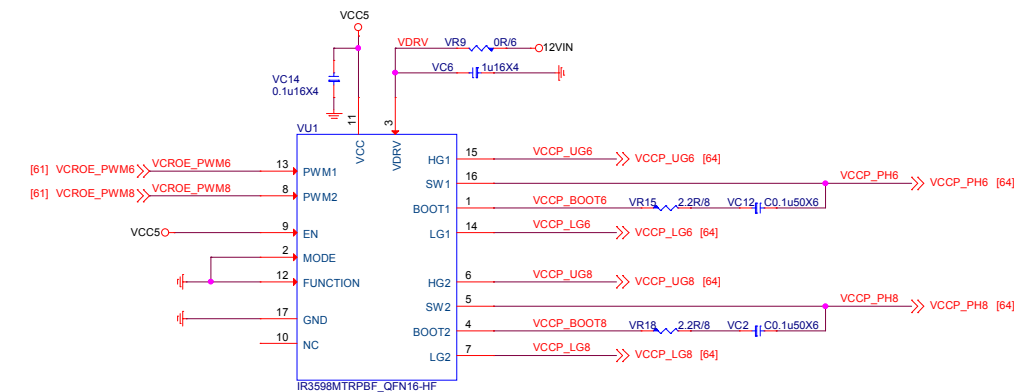 VCC5
VDRV VR9 0R/6 12VIN
VC6 1u16X4
VC14
0.1u16X4
VU1
11 3
VCC VDRV
[61] VCROE_PWM6 VCROE_PWM6 13 PWM1
[61] VCROE_PWM8 VCROE_PWM8 8 PWM2
VCC5 9 EN
2 MODE
12 FUNCTION
17 GND
10 NC
HG1 15 VCCP_UG6 VCCP_UG6 [64]
SW1 16 VCCP_PH6 VCCP_PH6 [64]
BOOT1 1 VCCP_BOOT6 VR15 2.2R/8 VC12 C0.1u50X6
LG1 14 VCCP_LG6 VCCP_LG6 [64]
HG2 6 VCCP_UG8 VCCP_UG8 [64]
SW2 5 VCCP_PH8 VCCP_PH8 [64]
BOOT2 4 VCCP_BOOT8 VR18 2.2R/8 VC2 C0.1u50X6
LG2 7 VCCP_LG8 VCCP_LG8 [64]
IR3598MTRPBF_QFN16-HF